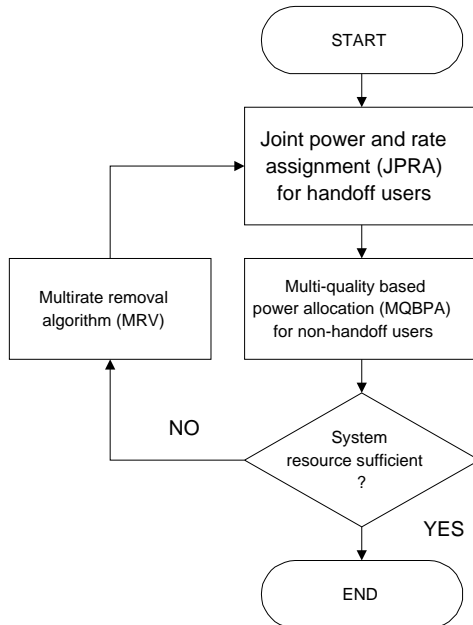 START
Joint power and rate
assignment (JPRA)
for handoff users
Multirate removal
algorithm (MRV)
Multi-quality based
power allocation (MQBPA)
for non-handoff users
NO
System
resource sufficient
?
YES
END